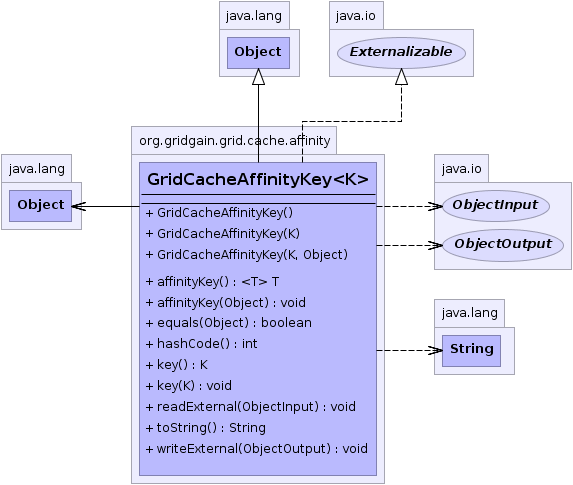 java.lang
Object
java.io
Externalizable
org.gridgain.grid.cache.affinity
GridCacheAffinityKey<K>
+ GridCacheAffinityKey()
+ GridCacheAffinityKey(K)
+ GridCacheAffinityKey(K, Object)
+ affinityKey() : <T> T
+ affinityKey(Object) : void
+ equals(Object) : boolean
+ hashCode() : int
+ key() : K
+ key(K) : void
+ readExternal(ObjectInput) : void
+ toString() : String
+ writeExternal(ObjectOutput) : void
java.lang
Object
java.io
ObjectInput
ObjectOutput
java.lang
String